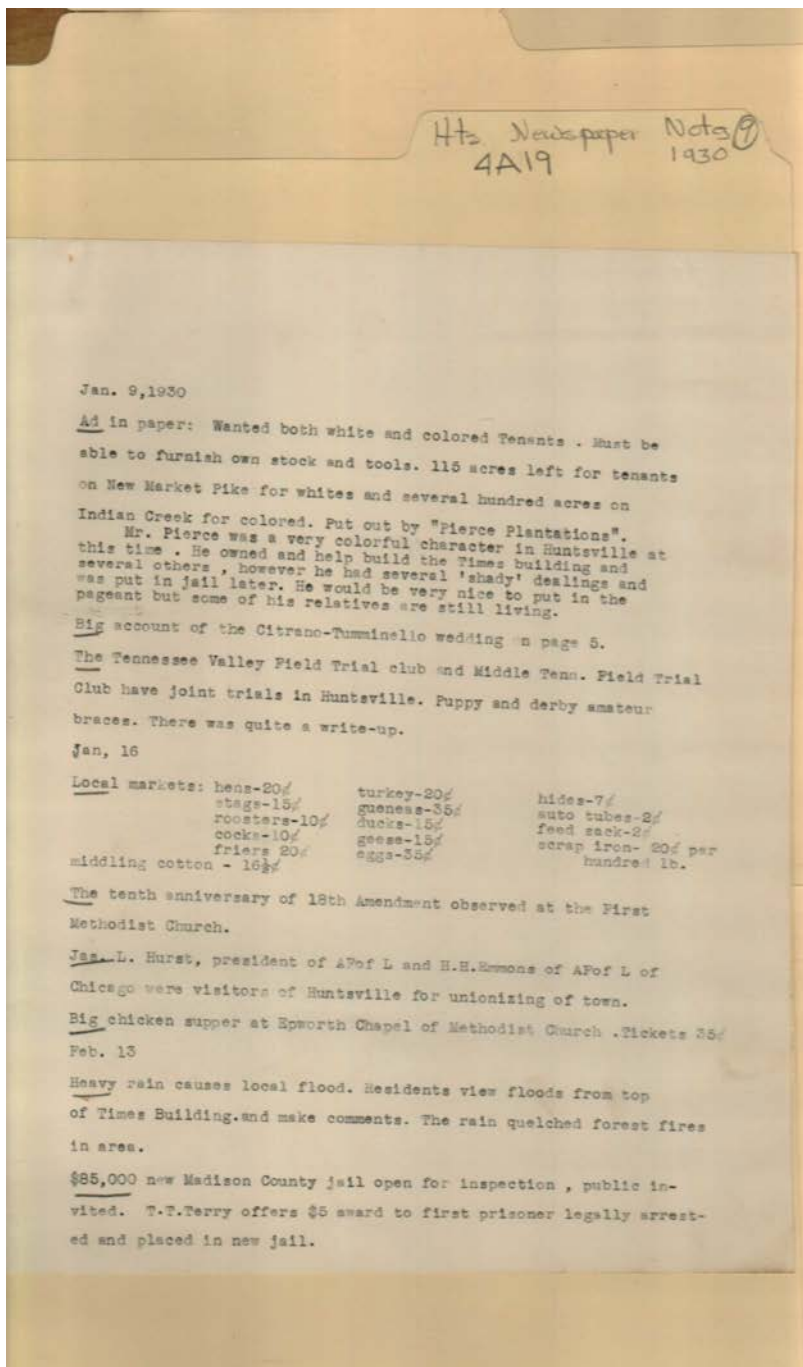 Hts Newspaper Notes 9
4A19 1930
Jan. 9,1930
Ad in paper: Wanted both white and colored Tenants . Must be
able to furnish own stock and tools. 115 acres left for tenants
on New Market Pike for whites and several hundred acres on
Indian Creek for colored. Put out by "Pierce Plantations".
Mr. Pierce was a very colorful character in Huntsville at
this time . He owned and help build the Times building and
several others , however he had several 'shady' dealings and
was put in jail later. He would be very nice to put in the
pageant but some of his relatives are still living.
Big account of the Citrano-Tumminello wedding on page 5.
The Tennessee Valley Field Trial club and Middle Tenn. Field Trial
Club have joint trials in Huntsville. Puppy and derby amateur
braces. There was quite a write-up.
Jan, 16
Local markets: hens-20¢ turkey-20¢ hides-7¢
stags-15¢ gueneas-35¢ auto tubes-2¢
roosters-10¢ ducks-15¢ feed sack-2¢
cocks-10¢ geese-15¢ scrap iron- 20¢ per
friers 20¢ eggs-35¢ hundred lb.
middling cotton - 16½¢
The tenth anniversary of 18th Amendment observed at the First
Methodist Church.
Jas. L. Hurst, president of AFof L and H.H.Emmons of AFof L of
Chicago were visitors of Huntsville for unionizing of town.
Big chicken supper at Epworth Chapel of Methodist Church .Tickets 35¢
Feb. 13
Heavy rain causes local flood. Residents view floods from top
of Times Building.and make comments. The rain quelched forest fires
in area.
$85,000 new Madison County jail open for inspection , public in-
vited. T.T.Terry offers $5 award to first prisoner legally arrest-
ed and placed in new jail.